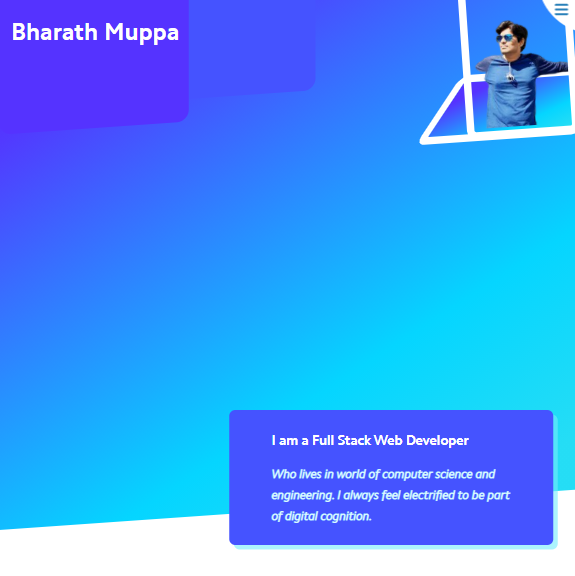 Bharath Muppa
I am a Full Stack Web Developer
Who lives in world of computer science and
engineering. I always feel electrified to be part
of digital cognition.